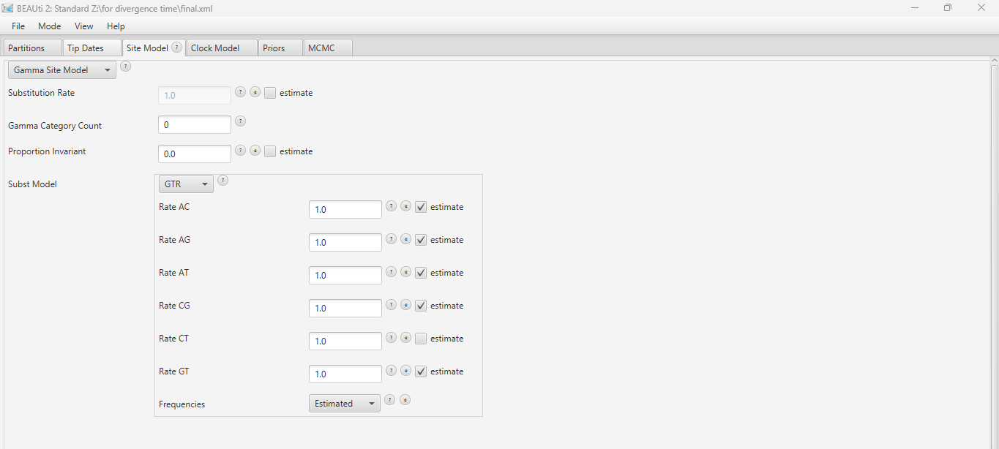 BEAUti 2: Standard Z:\for divergence time\final.xml
File Mode View Help
Partitions Tip Dates Site Model ? Clock Model Priors MCMC
Gamma Site Model ?
Substitution Rate 1.0 ? e estimate
Gamma Category Count 0 ?
Proportion Invariant 0.0 ? e estimate
Subst Model GTR ?
Rate AC 1.0 ? e estimate
Rate AG 1.0 ? e estimate
Rate AT 1.0 ? e estimate
Rate CG 1.0 ? e estimate
Rate CT 1.0 ? e estimate
Rate GT 1.0 ? e estimate
Frequencies Estimated ? e